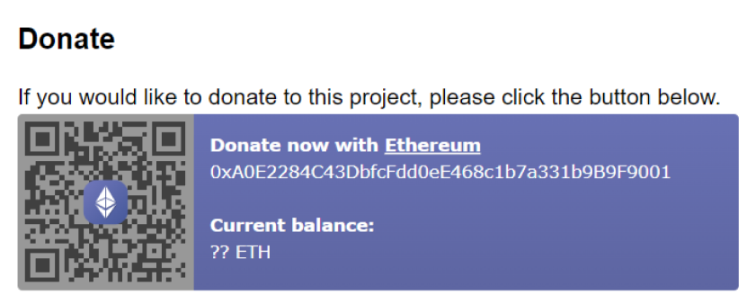 Donate
If you would like to donate to this project, please click the button below.
Donate now with Ethereum
0xA0E2284C43DbfcFdd0eE468c1b7a331b9B9F9001
Current balance:
?? ETH